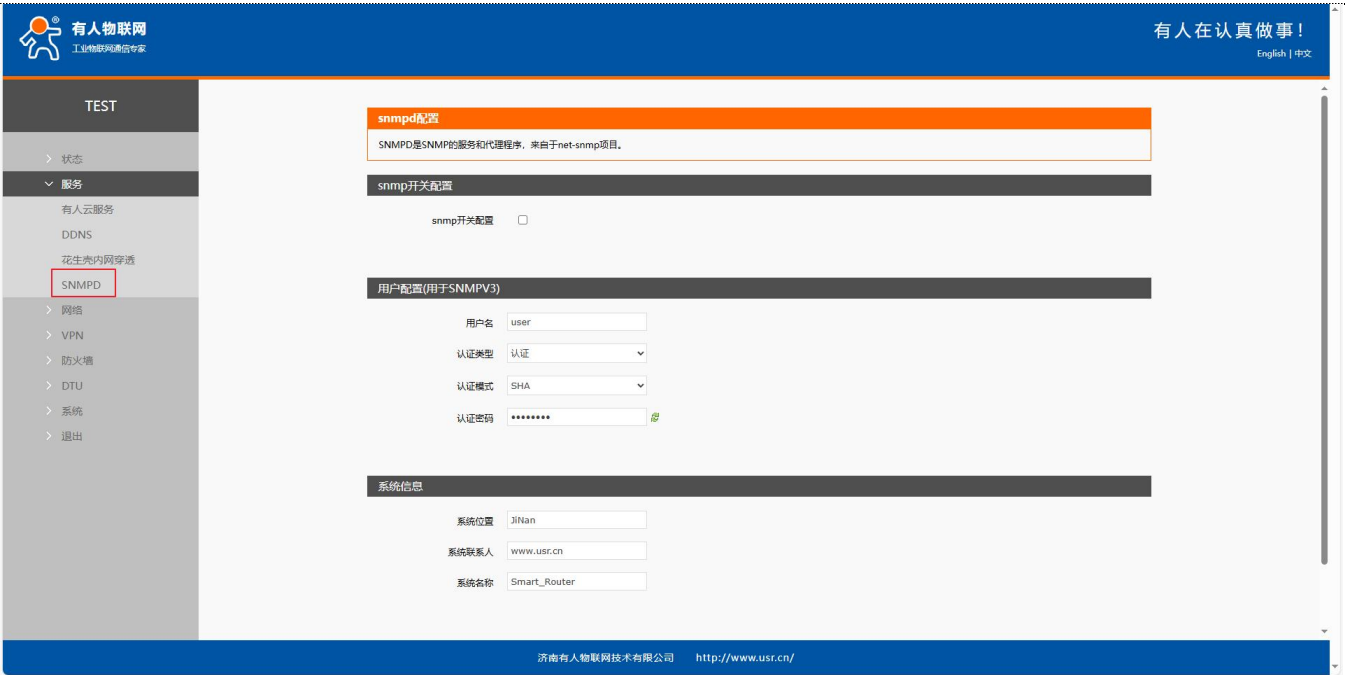 有人物联网
工业物联网通信专家
有人在认真做事！
English | 中文
TEST
状态
服务
有人云服务
DDNS
花生壳内网穿透
SNMPD
网络
VPN
防火墙
DTU
系统
退出
snmpd配置
SNMPD是SNMP的服务和代理程序，来自于net-snmp项目。
snmp开关配置
snmp开关配置
用户配置(用于SNMPV3)
用户名 user
认证类型 认证
认证模式 SHA
认证密码 ••••••••
系统信息
系统位置 JiNan
系统联系人 www.usr.cn
系统名称 Smart_Router
济南有人物联网技术有限公司 http://www.usr.cn/